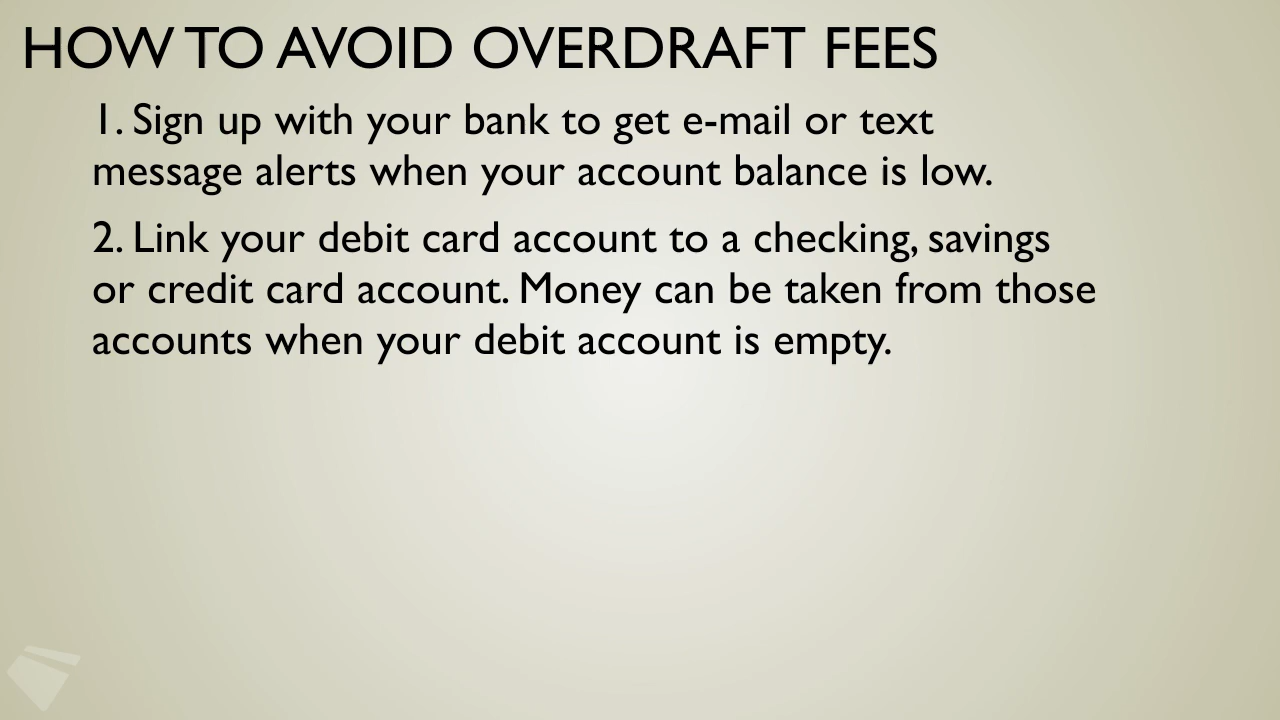 HOW TO AVOID OVERDRAFT FEES
1. Sign up with your bank to get e-mail or text
message alerts when your account balance is low.
2. Link your debit card account to a checking, savings
or credit card account. Money can be taken from those
accounts when your debit account is empty.